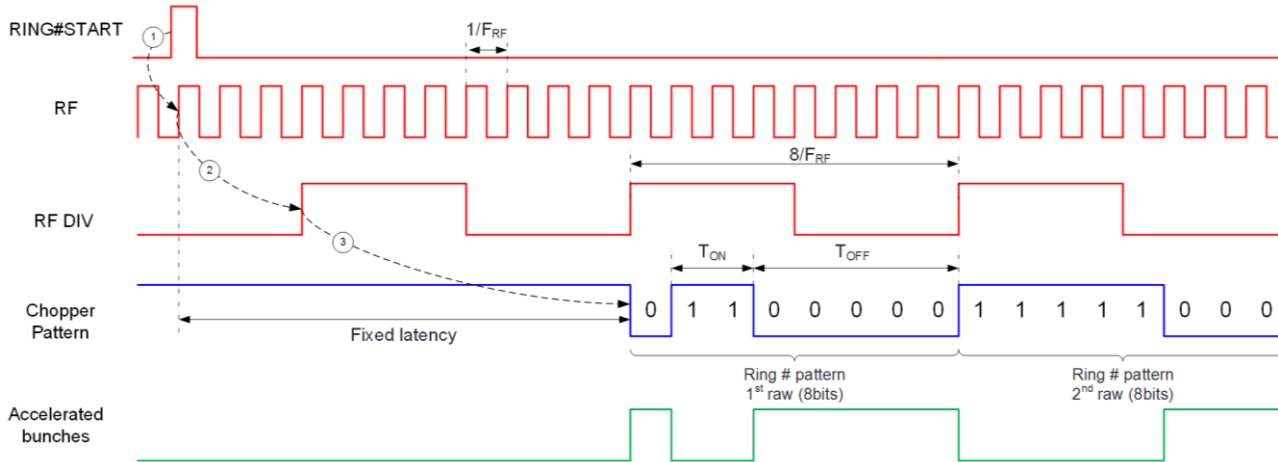 RING#START
1
1/FRF
RF
2
8/FRF
RF DIV
3
TON
TOFF
Chopper
Pattern
0 1 1 0 0 0 0 0 1 1 1 1 1 0 0 0
Fixed latency
Ring # pattern
1st raw (8bits)
Ring # pattern
2nd raw (8bits)
Accelerated
bunches